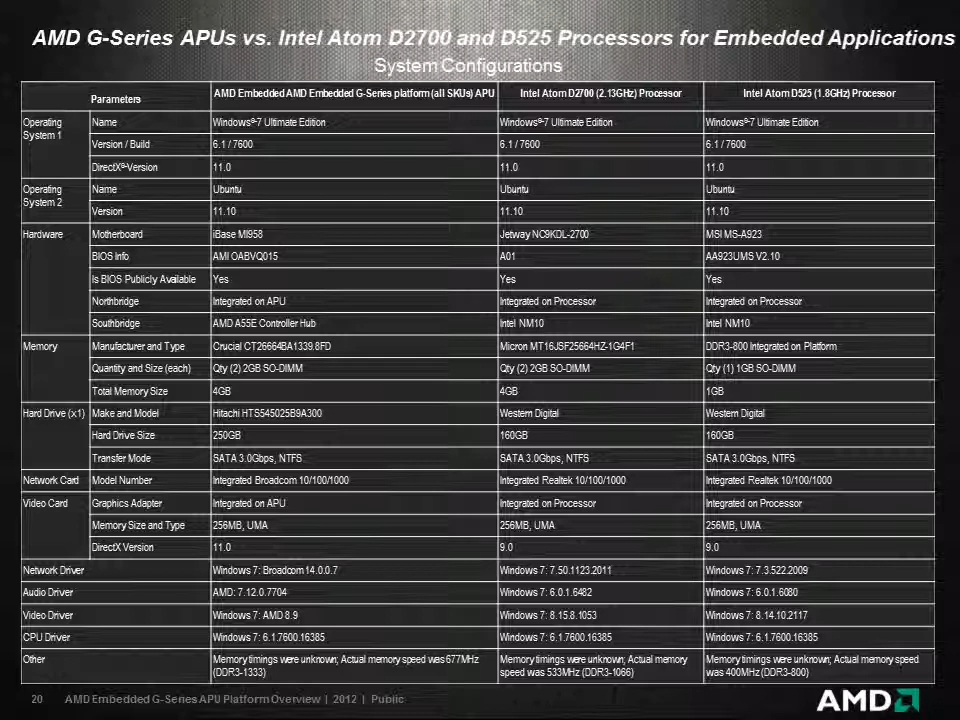 AMD G-Series APUs vs. Intel Atom D2700 and D525 Processors for Embedded Applications
System Configurations
Parameters AMD Embedded AMD Embedded G-Series platform (all SKUs) APU Intel Atom D2700 (2.13GHz) Processor Intel Atom D525 (1.8GHz) Processor
Operating System 1 Name Windows®-7 Ultimate Edition Windows®-7 Ultimate Edition Windows®-7 Ultimate Edition
Version / Build 6.1 / 7600 6.1 / 7600 6.1 / 7600
DirectX®-Version 11.0 11.0 11.0
Operating System 2 Name Ubuntu Ubuntu Ubuntu
Version 11.10 11.10 11.10
Hardware Motherboard iBase MI958 Jetway NC9KDL-2700 MSI MS-A923
BIOS Info AMI OABVQ015 A01 AA923UMS V2.10
Is BIOS Publicly Available Yes Yes Yes
Northbridge Integrated on APU Integrated on Processor Integrated on Processor
Southbridge AMD A55E Controller Hub Intel NM10 Intel NM10
Memory Manufacturer and Type Crucial CT26664BA1339.8FD Micron MT16JSF25664HZ-1G4F1 DDR3-800 Integrated on Platform
Quantity and Size (each) Qty (2) 2GB SO-DIMM Qty (2) 2GB SO-DIMM Qty (1) 1GB SO-DIMM
Total Memory Size 4GB 4GB 1GB
Hard Drive (x1) Make and Model Hitachi HTS545025B9A300 Western Digital Western Digital
Hard Drive Size 250GB 160GB 160GB
Transfer Mode SATA 3.0Gbps, NTFS SATA 3.0Gbps, NTFS SATA 3.0Gbps, NTFS
Network Card Model Number Integrated Broadcom 10/100/1000 Integrated Realtek 10/100/1000 Integrated Realtek 10/100/1000
Video Card Graphics Adapter Integrated on APU Integrated on Processor Integrated on Processor
Memory Size and Type 256MB, UMA 256MB, UMA 256MB, UMA
DirectX Version 11.0 9.0 9.0
Network Driver Windows 7: Broadcom 14.0.0.7 Windows 7: 7.50.1123.2011 Windows 7: 7.3.522.2009
Audio Driver AMD: 7.12.0.7704 Windows 7: 6.0.1.6482 Windows 7: 6.0.1.6080
Video Driver Windows 7: AMD 8.9 Windows 7: 8.15.8.1053 Windows 7: 8.14.10.2117
CPU Driver Windows 7: 6.1.7600.16385 Windows 7: 6.1.7600.16385 Windows 7: 6.1.7600.16385
Other Memory timings were unknown; Actual memory speed was 677MHz (DDR3-1333) Memory timings were unknown; Actual memory speed was 533MHz (DDR3-1066) Memory timings were unknown; Actual memory speed was 400MHz (DDR3-800)
20 AMD Embedded G-Series APU Platform Overview | 2012 | Public
AMD